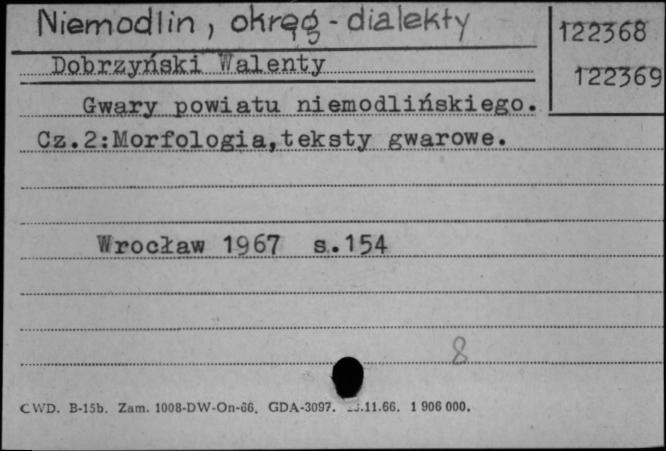 Niemodlin, okręg - dialekty
122368
Dobrzyński Walenty
122369
Gwary powiatu niemodlińskiego.
Cz.2:Morfologia,teksty gwarowe.
Wrocław 1967 s.154
8
CWD. B-15b. Zam. 1008-DW-On-66. GDA-3097. .11.66. 1 906 000.